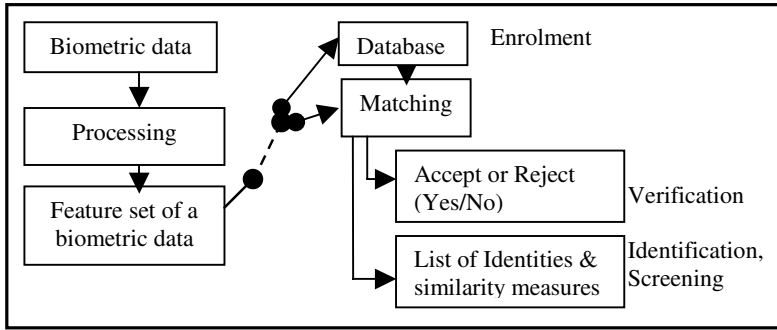 Biometric data
Processing
Feature set of a
biometric data
Database
Enrolment
Matching
Accept or Reject
(Yes/No)
Verification
List of Identities &
similarity measures
Identification,
Screening